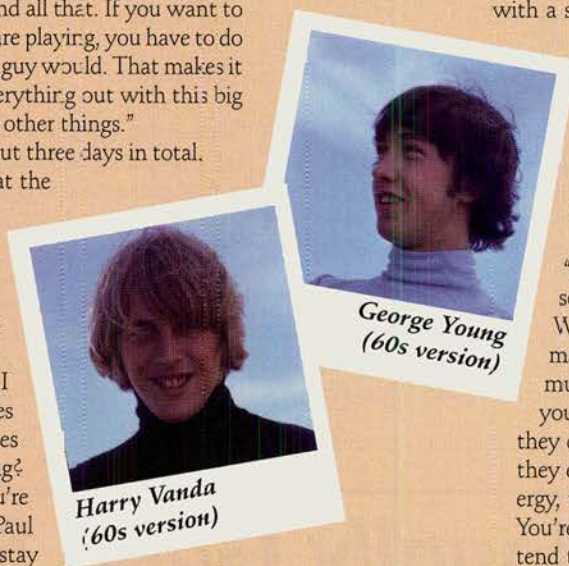 nd all that. If you want to
re playing, you have to do
guy would. That makes it
erything out with this big
other things."
ut three days in total.
at the
I
es
es
g?
u're
Paul
stay
Harry Vanda
(60s version)
George Young
(60s version)
with a s
"
so
W
m
mu
you
they
they
ergy,
You're
tend